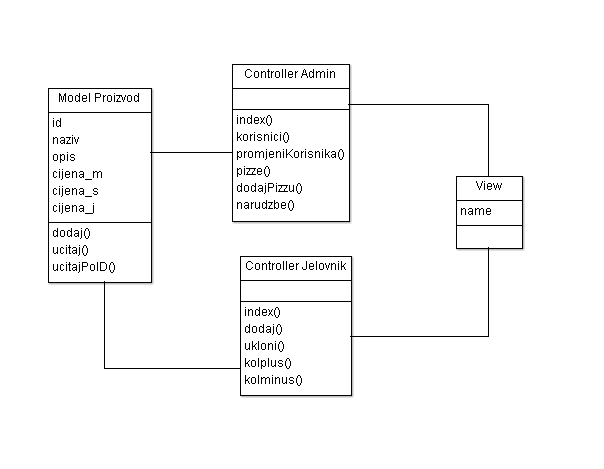 Model Proizvod
id
naziv
opis
cijena_m
cijena_s
cijena_j
dodaj()
ucitaj()
ucitajPoID()
Controller Admin
index()
korisnici()
promjeniKorisnika()
pizze()
dodajPizzu()
narudzbe()
Controller Jelovnik
index()
dodaj()
ukloni()
kolplus()
kolminus()
View
name